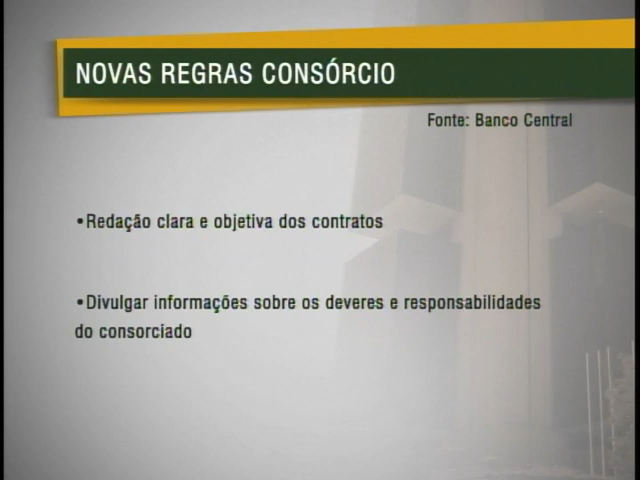 NOVAS REGRAS CONSÓRCIO
Fonte: Banco Central
•Redação clara e objetiva dos contratos
•Divulgar informações sobre os deveres e responsabilidades
do consorciado